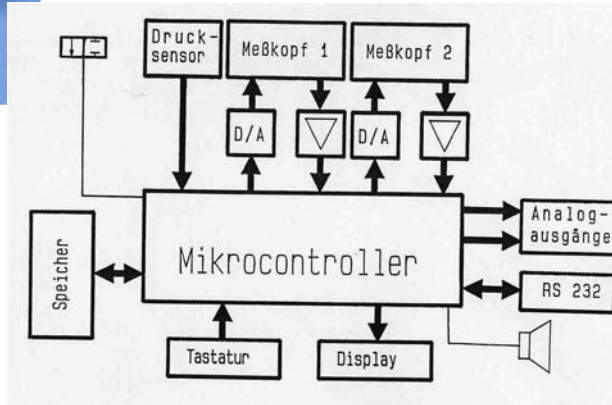 Druck-
sensor
Meßkopf 1
Meßkopf 2
D/A
D/A
Mikrocontroller
Speicher
Analog-
ausgänge
RS 232
Tastatur
Display